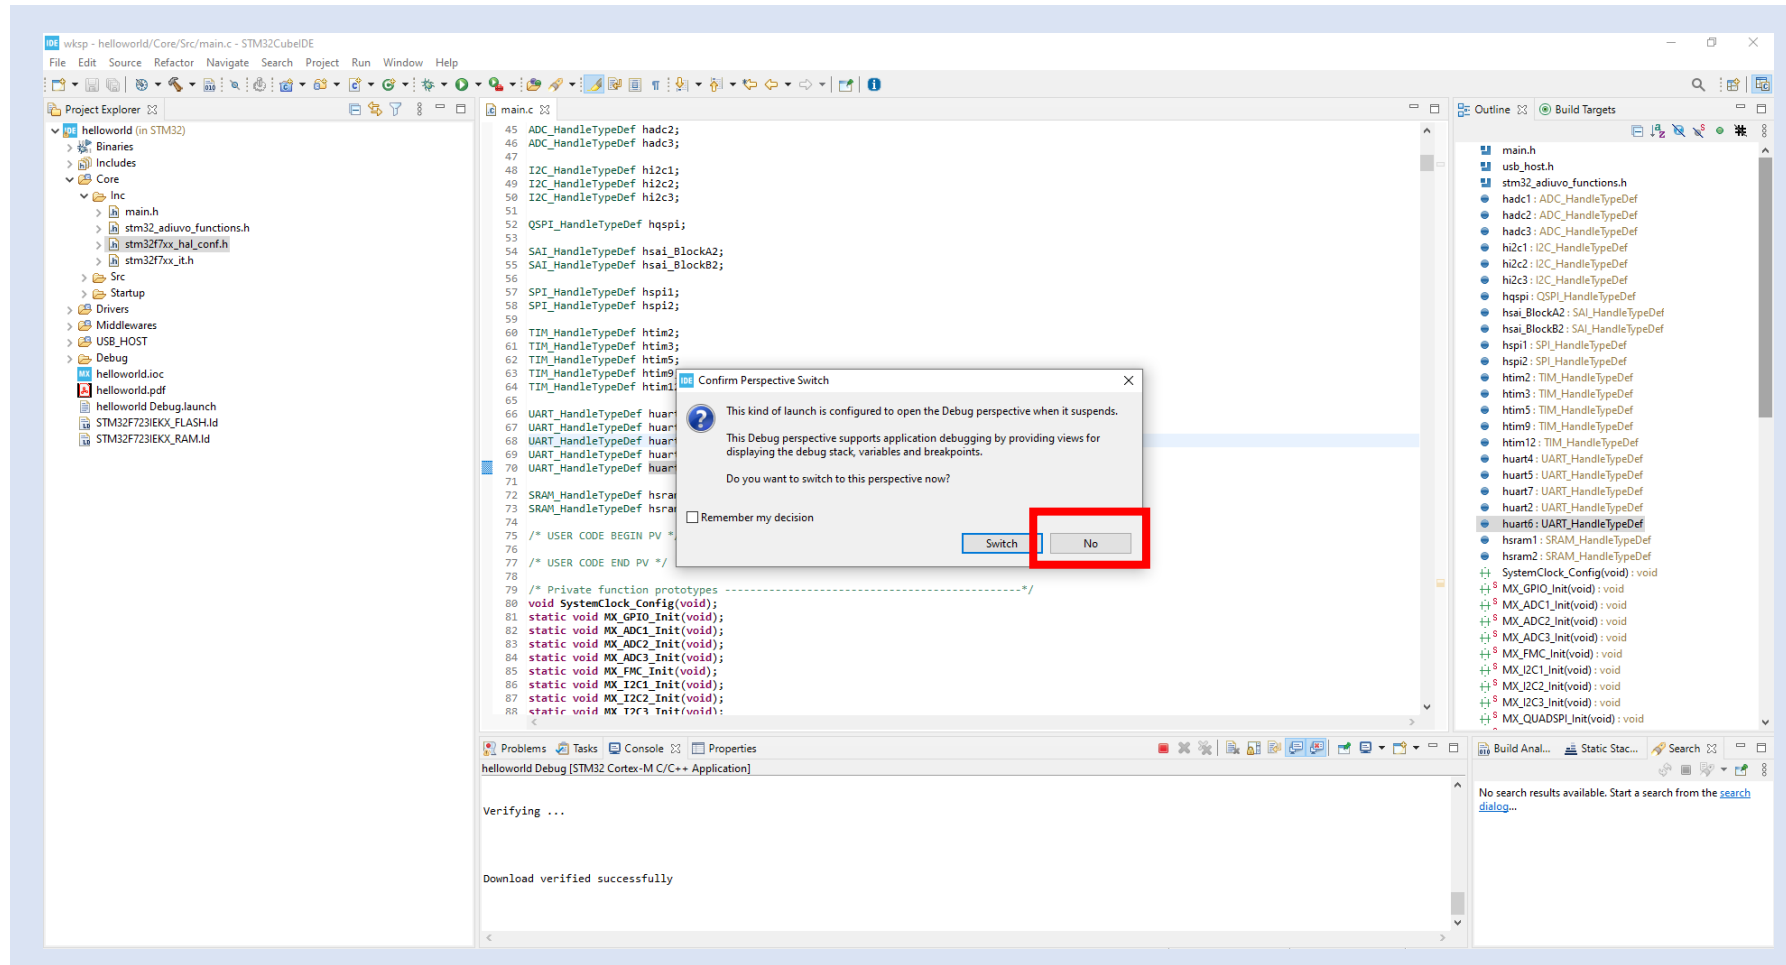 IDE wksp - helloworld/Core/Src/main.c - STM32CubeIDE
File Edit Source Refactor Navigate Search Project Run Window Help
Project Explorer
helloworld (in STM32)
Binaries
Includes
Core
Inc
main.h
stm32_adiuvo_functions.h
stm32f7xx_hal_conf.h
stm32f7xx_it.h
Src
Startup
Drivers
Middlewares
USB_HOST
Debug
MX helloworld.ioc
helloworld.pdf
helloworld Debug.launch
STM32F723IEKX_FLASH.ld
STM32F723IEKX_RAM.ld
main.c
45 ADC_HandleTypeDef hadc2;
46 ADC_HandleTypeDef hadc3;
47
48 I2C_HandleTypeDef hi2c1;
49 I2C_HandleTypeDef hi2c2;
50 I2C_HandleTypeDef hi2c3;
51
52 QSPI_HandleTypeDef hqspi;
53
54 SAI_HandleTypeDef hsai_BlockA2;
55 SAI_HandleTypeDef hsai_BlockB2;
56
57 SPI_HandleTypeDef hspi1;
58 SPI_HandleTypeDef hspi2;
59
60 TIM_HandleTypeDef htim2;
61 TIM_HandleTypeDef htim3;
62 TIM_HandleTypeDef htim5;
63 TIM_HandleTypeDef htim9
64 TIM_HandleTypeDef htim1
65
66 UART_HandleTypeDef huar
67 UART_HandleTypeDef huar
68 UART_HandleTypeDef huar
69 UART_HandleTypeDef huar
70 UART_HandleTypeDef huar
71
72 SRAM_HandleTypeDef hsra
73 SRAM_HandleTypeDef hsra
74
75 /* USER CODE BEGIN PV *
76
77 /* USER CODE END PV */
78
79 /* Private function prototypes -----------------------------------------------*/
80 void SystemClock_Config(void);
81 static void MX_GPIO_Init(void);
82 static void MX_ADC1_Init(void);
83 static void MX_ADC2_Init(void);
84 static void MX_ADC3_Init(void);
85 static void MX_FMC_Init(void);
86 static void MX_I2C1_Init(void);
87 static void MX_I2C2_Init(void);
88 static void MX_I2C3_Init(void);
IDE Confirm Perspective Switch
This kind of launch is configured to open the Debug perspective when it suspends.
This Debug perspective supports application debugging by providing views for
displaying the debug stack, variables and breakpoints.
Do you want to switch to this perspective now?
Remember my decision
Switch No
Outline Build Targets
main.h
usb_host.h
stm32_adiuvo_functions.h
hadc1 : ADC_HandleTypeDef
hadc2 : ADC_HandleTypeDef
hadc3 : ADC_HandleTypeDef
hi2c1 : I2C_HandleTypeDef
hi2c2 : I2C_HandleTypeDef
hi2c3 : I2C_HandleTypeDef
hqspi : QSPI_HandleTypeDef
hsai_BlockA2 : SAI_HandleTypeDef
hsai_BlockB2 : SAI_HandleTypeDef
hspi1 : SPI_HandleTypeDef
hspi2 : SPI_HandleTypeDef
htim2 : TIM_HandleTypeDef
htim3 : TIM_HandleTypeDef
htim5 : TIM_HandleTypeDef
htim9 : TIM_HandleTypeDef
htim12 : TIM_HandleTypeDef
huart4 : UART_HandleTypeDef
huart5 : UART_HandleTypeDef
huart7 : UART_HandleTypeDef
huart2 : UART_HandleTypeDef
huart6 : UART_HandleTypeDef
hsram1 : SRAM_HandleTypeDef
hsram2 : SRAM_HandleTypeDef
SystemClock_Config(void) : void
MX_GPIO_Init(void) : void
MX_ADC1_Init(void) : void
MX_ADC2_Init(void) : void
MX_ADC3_Init(void) : void
MX_FMC_Init(void) : void
MX_I2C1_Init(void) : void
MX_I2C2_Init(void) : void
MX_I2C3_Init(void) : void
MX_QUADSPI_Init(void) : void
Problems Tasks Console Properties
helloworld Debug [STM32 Cortex-M C/C++ Application]
Verifying ...
Download verified successfully
Build Anal... Static Stac... Search
No search results available. Start a search from the search
dialog...